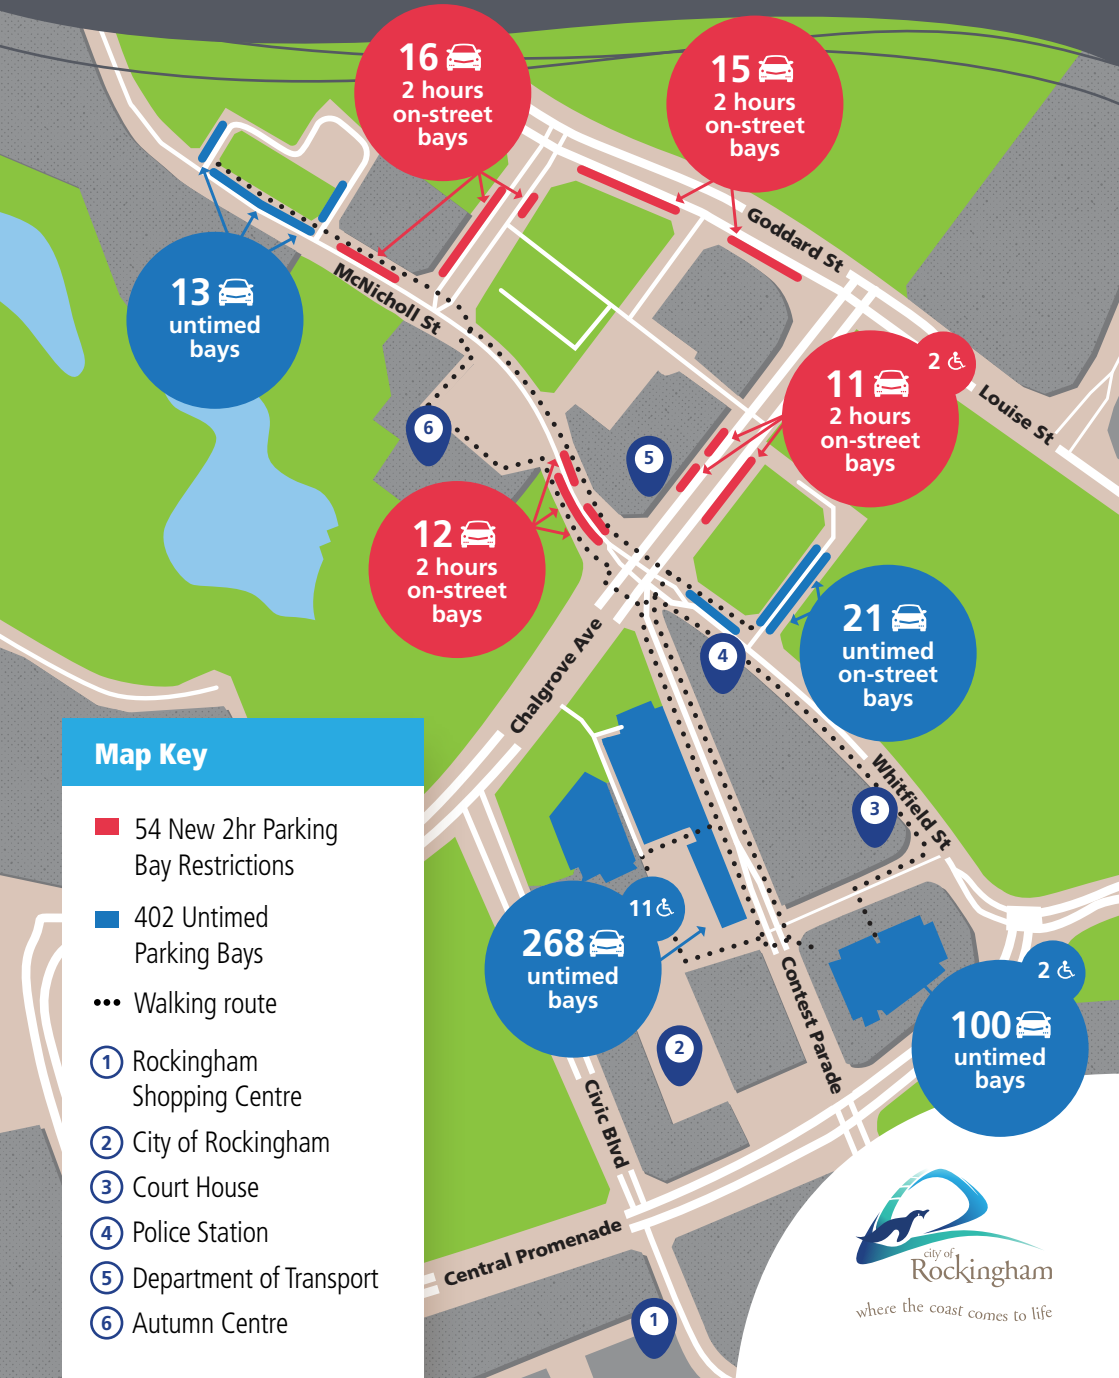 16
2 hours
on-street
bays
15
2 hours
on-street
bays
Goddard St
13
untimed
bays
McNicholl St
2
11
2 hours
on-street
bays
Louise St
6
5
12
2 hours
on-street
bays
21
untimed
on-street
bays
Chalgrove Ave
4
Whitfield St
3
11
268
untimed
bays
Contest Parade
2
100
untimed
bays
2
Civic Blvd
Central Promenade
1
Map Key
54 New 2hr Parking
Bay Restrictions
402 Untimed
Parking Bays
Walking route
1 Rockingham
Shopping Centre
2 City of Rockingham
3 Court House
4 Police Station
5 Department of Transport
6 Autumn Centre
city of
Rockingham
where the coast comes to life